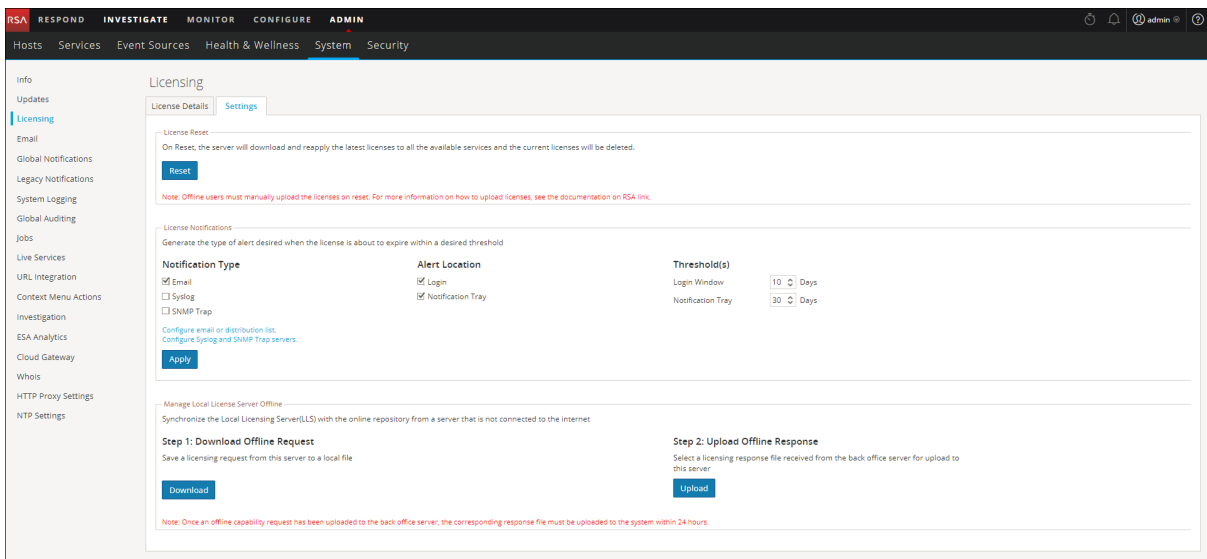 RSA RESPOND INVESTIGATE MONITOR CONFIGURE ADMIN admin
Hosts Services Event Sources Health & Wellness System Security
Info
Updates
Licensing
Email
Global Notifications
Legacy Notifications
System Logging
Global Auditing
Jobs
Live Services
URL Integration
Context Menu Actions
Investigation
ESA Analytics
Cloud Gateway
Whois
HTTP Proxy Settings
NTP Settings
Licensing
License Details Settings
License Reset
On Reset, the server will download and reapply the latest licenses to all the available services and the current licenses will be deleted.
Reset
Note: Offline users must manually upload the licenses on reset. For more information on how to upload licenses, see the documentation on RSA link.
License Notifications
Generate the type of alert desired when the license is about to expire within a desired threshold
Notification Type
Email
Syslog
SNMP Trap
Configure email or distribution list.
Configure Syslog and SNMP Trap servers.
Apply
Alert Location
Login
Notification Tray
Threshold(s)
Login Window 10 Days
Notification Tray 30 Days
Manage Local License Server Offline
Synchronize the Local Licensing Server(LLS) with the online repository from a server that is not connected to the internet
Step 1: Download Offline Request
Save a licensing request from this server to a local file
Download
Step 2: Upload Offline Response
Select a licensing response file received from the back office server for upload to
this server
Upload
Note: Once an offline capability request has been uploaded to the back office server, the corresponding response file must be uploaded to the system within 24 hours.